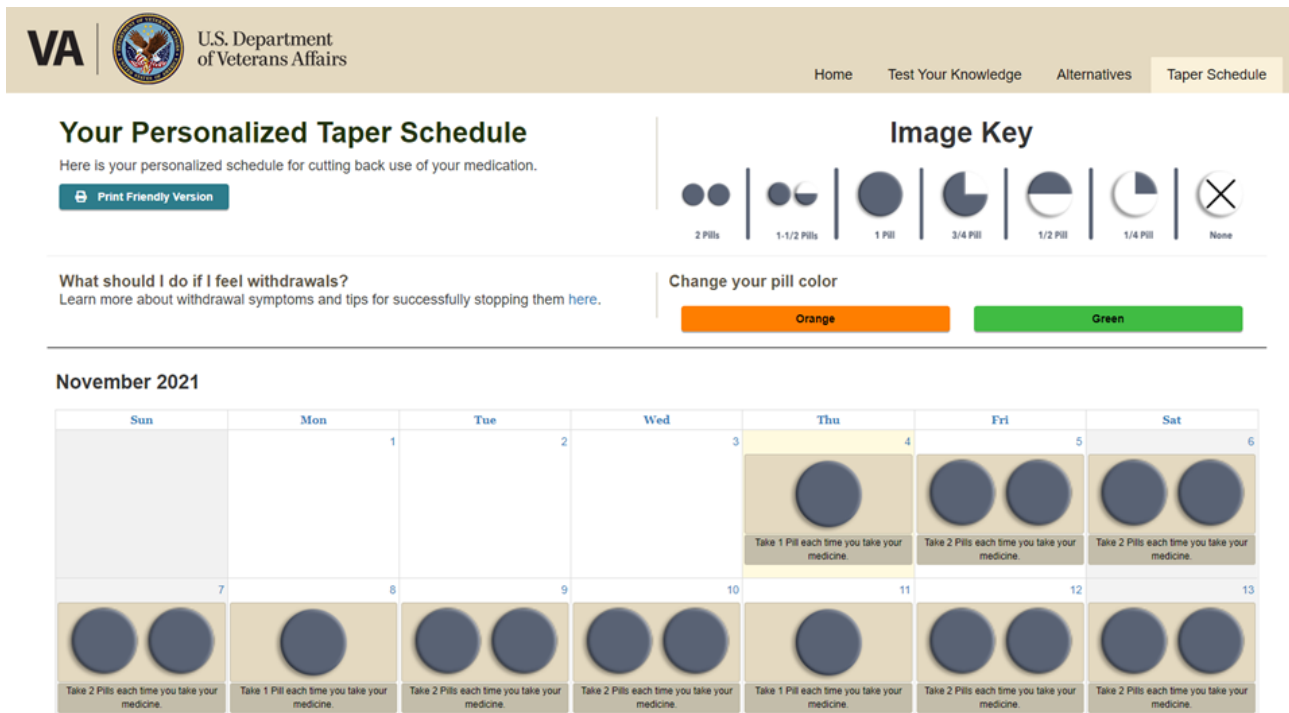 VA
U.S. Department
of Veterans Affairs
Home Test Your Knowledge Alternatives Taper Schedule
Your Personalized Taper Schedule
Here is your personalized schedule for cutting back use of your medication.
Print Friendly Version
Image Key
2 Pills 1-1/2 Pills 1 Pill 3/4 Pill 1/2 Pill 1/4 Pill None
What should I do if I feel withdrawals?
Learn more about withdrawal symptoms and tips for successfully stopping them here.
Change your pill color
Orange Green
November 2021
Sun Mon Tue Wed Thu Fri Sat
1 2 3 4 5 6
Take 1 Pill each time you take your
medicine.
Take 2 Pills each time you take your
medicine.
Take 2 Pills each time you take your
medicine.
7 8 9 10 11 12 13
Take 2 Pills each time you take your
medicine.
Take 1 Pill each time you take your
medicine.
Take 2 Pills each time you take your
medicine.
Take 2 Pills each time you take your
medicine.
Take 1 Pill each time you take your
medicine.
Take 2 Pills each time you take your
medicine.
Take 2 Pills each time you take your
medicine.